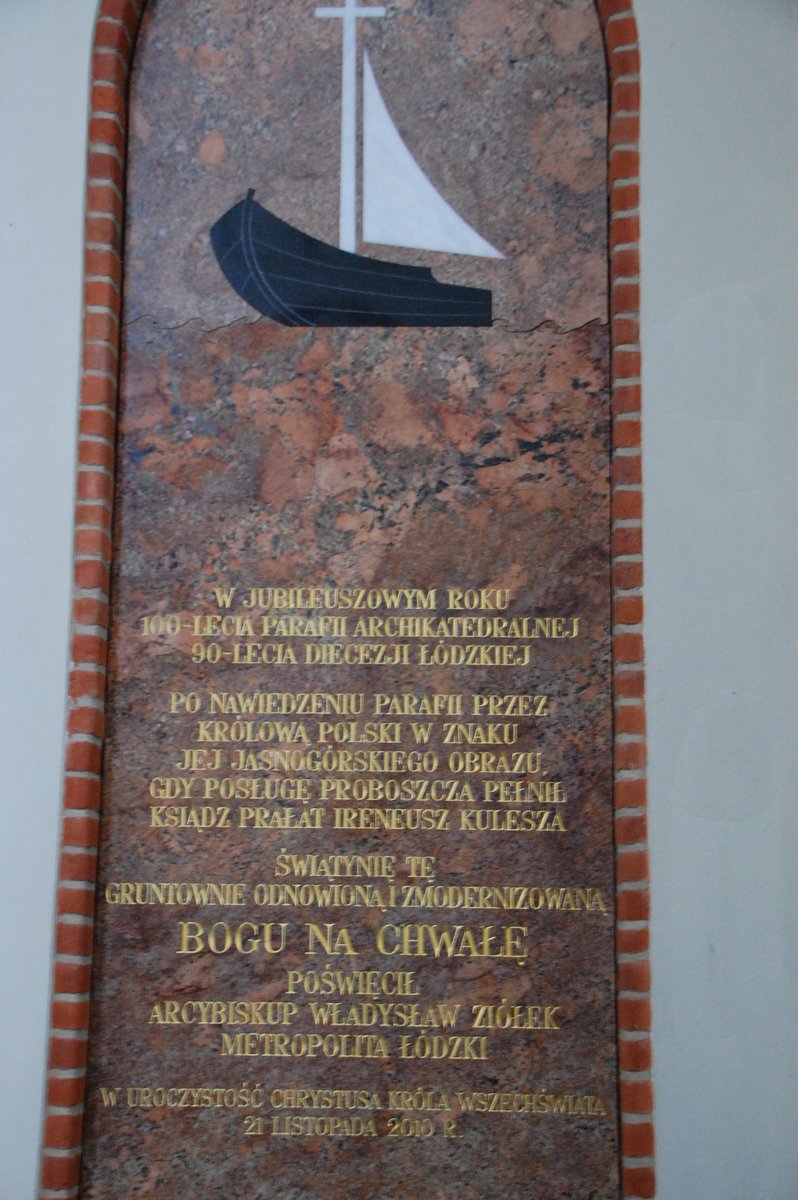 W JUBILEUSZOWYM ROKU
100-LECIA PARAFII ARCHIKATEDRALNEJ
90-LECIA DIECEZJI ŁÓDZKIEJ
PO NAWIEDZENIU PARAFII PRZEZ
KRÓLOWĄ POLSKI W ZNAKU
JEJ JASNOGÓRSKIEGO OBRAZU,
GDY POSŁUGĘ PROBOSZCZA PEŁNIŁ
KSIĄDZ PRAŁAT IRENEUSZ KULESZA
ŚWIĄTYNIĘ TĘ
GRUNTOWNIE ODNOWIONĄ I ZMODERNIZOWANĄ
BOGU NA CHWAŁĘ
POŚWIĘCIŁ
ARCYBISKUP WŁADYSŁAW ZIÓŁEK
METROPOLITA ŁÓDZKI
W UROCZYSTOŚĆ CHRYSTUSA KRÓLA WSZECHŚWIATA
21 LISTOPADA 2010 R.